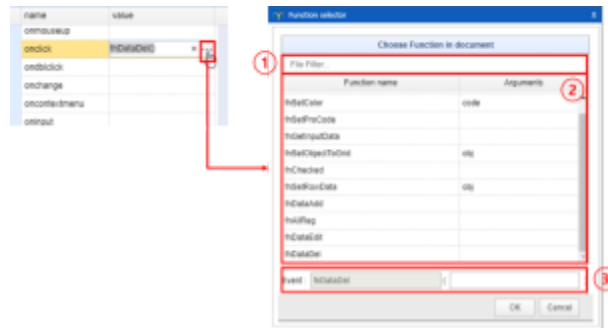 name value
onmouseup
onclick fnDataDel() × ...
ondblclick
onchange
oncontextmenu
oninput
Function selector x
Choose Function in document
① File Filter...
Function name Arguments
②
fnSetColor code
fnSetProCode
fnGetInputData
fnSetObjectToGrid obj
fnChecked
fnSetRowData obj
fnDataAdd
fnAllReg
fnDataEdit
fnDataDel
Event : fnDataDel (
③
OK Cancel